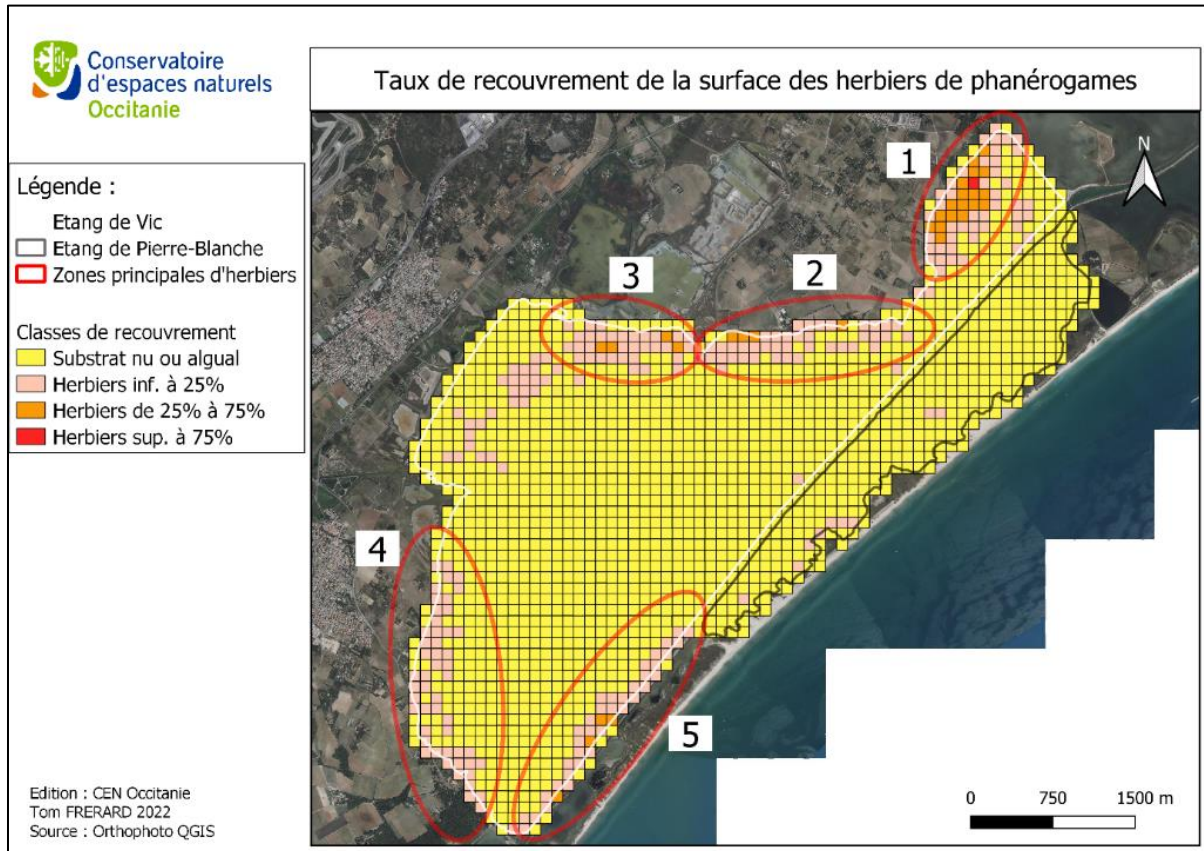 Conservatoire
d'espaces naturels
Occitanie
Taux de recouvrement de la surface des herbiers de phanérogames
Légende :
Etang de Vic
Etang de Pierre-Blanche
Zones principales d'herbiers
Classes de recouvrement
Substrat nu ou algual
Herbiers inf. à 25%
Herbiers de 25% à 75%
Herbiers sup. à 75%
1
N
2
3
4
5
Edition : CEN Occitanie
Tom FRERARD 2022
Source : Orthophoto QGIS
0 750 1500 m